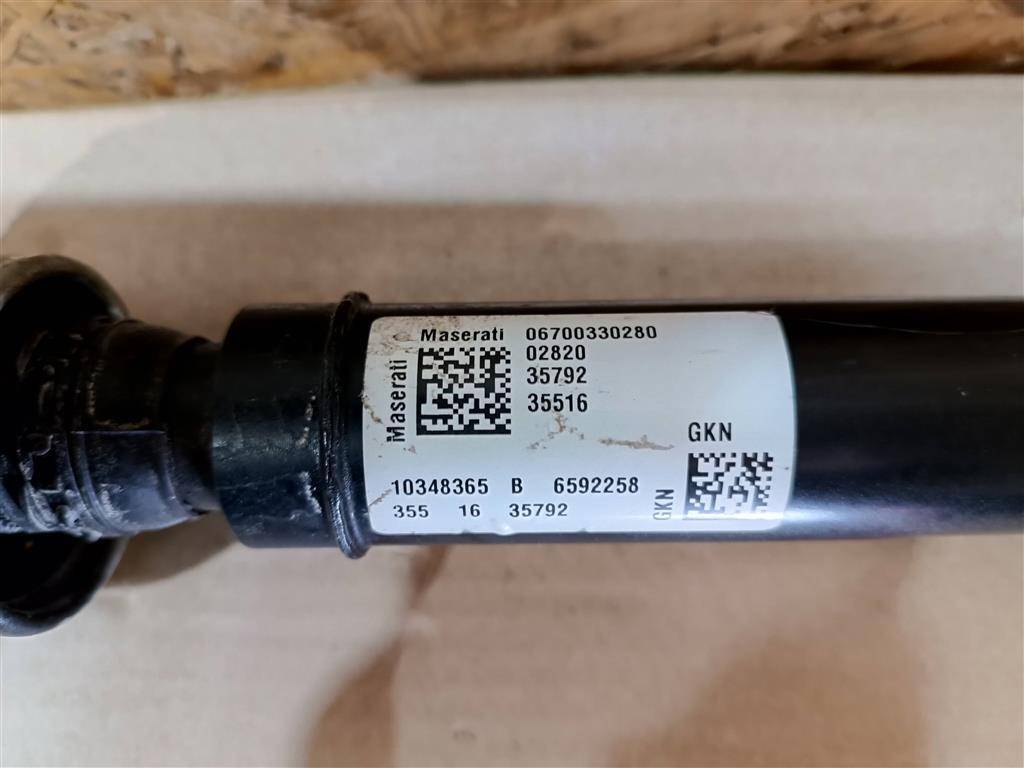 Maserati 06700330280
02820
35792
35516
Maserati
GKN
10348365 B 6592258
355 16 35792
GKN